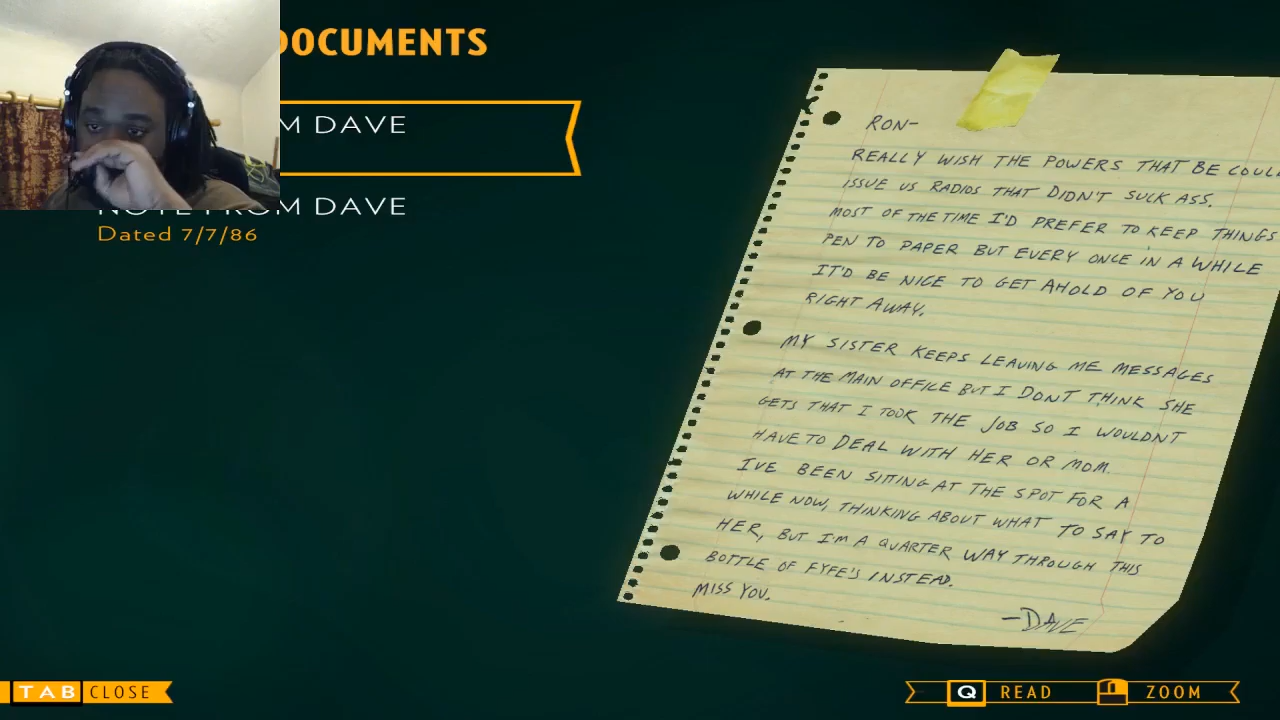 DOCUMENTS
M DAVE
NOTE FROM DAVE
Dated 7/7/86
RON-
REALLY WISH THE POWERS THAT BE COUL
ISSUE US RADIOS THAT DIDN'T SUCK ASS.
MOST OF THE TIME I'D PREFER TO KEEP THINGS
PEN TO PAPER BUT EVERY ONCE IN A WHILE
IT'D BE NICE TO GET AHOLD OF YOU
RIGHT AWAY.
MY SISTER KEEPS LEAVING ME MESSAGES
AT THE MAIN OFFICE BUT I DONT THINK SHE
GETS THAT I TOOK THE JOB SO I WOULDNT
HAVE TO DEAL WITH HER OR MOM.
I'VE BEEN SITTING AT THE SPOT FOR A
WHILE NOW, THINKING ABOUT WHAT TO SAY TO
HER, BUT I'M A QUARTER WAY THROUGH THIS
BOTTLE OF FYFE'S INSTEAD.
MISS YOU.
-DAVE
TAB CLOSE
Q READ
ZOOM